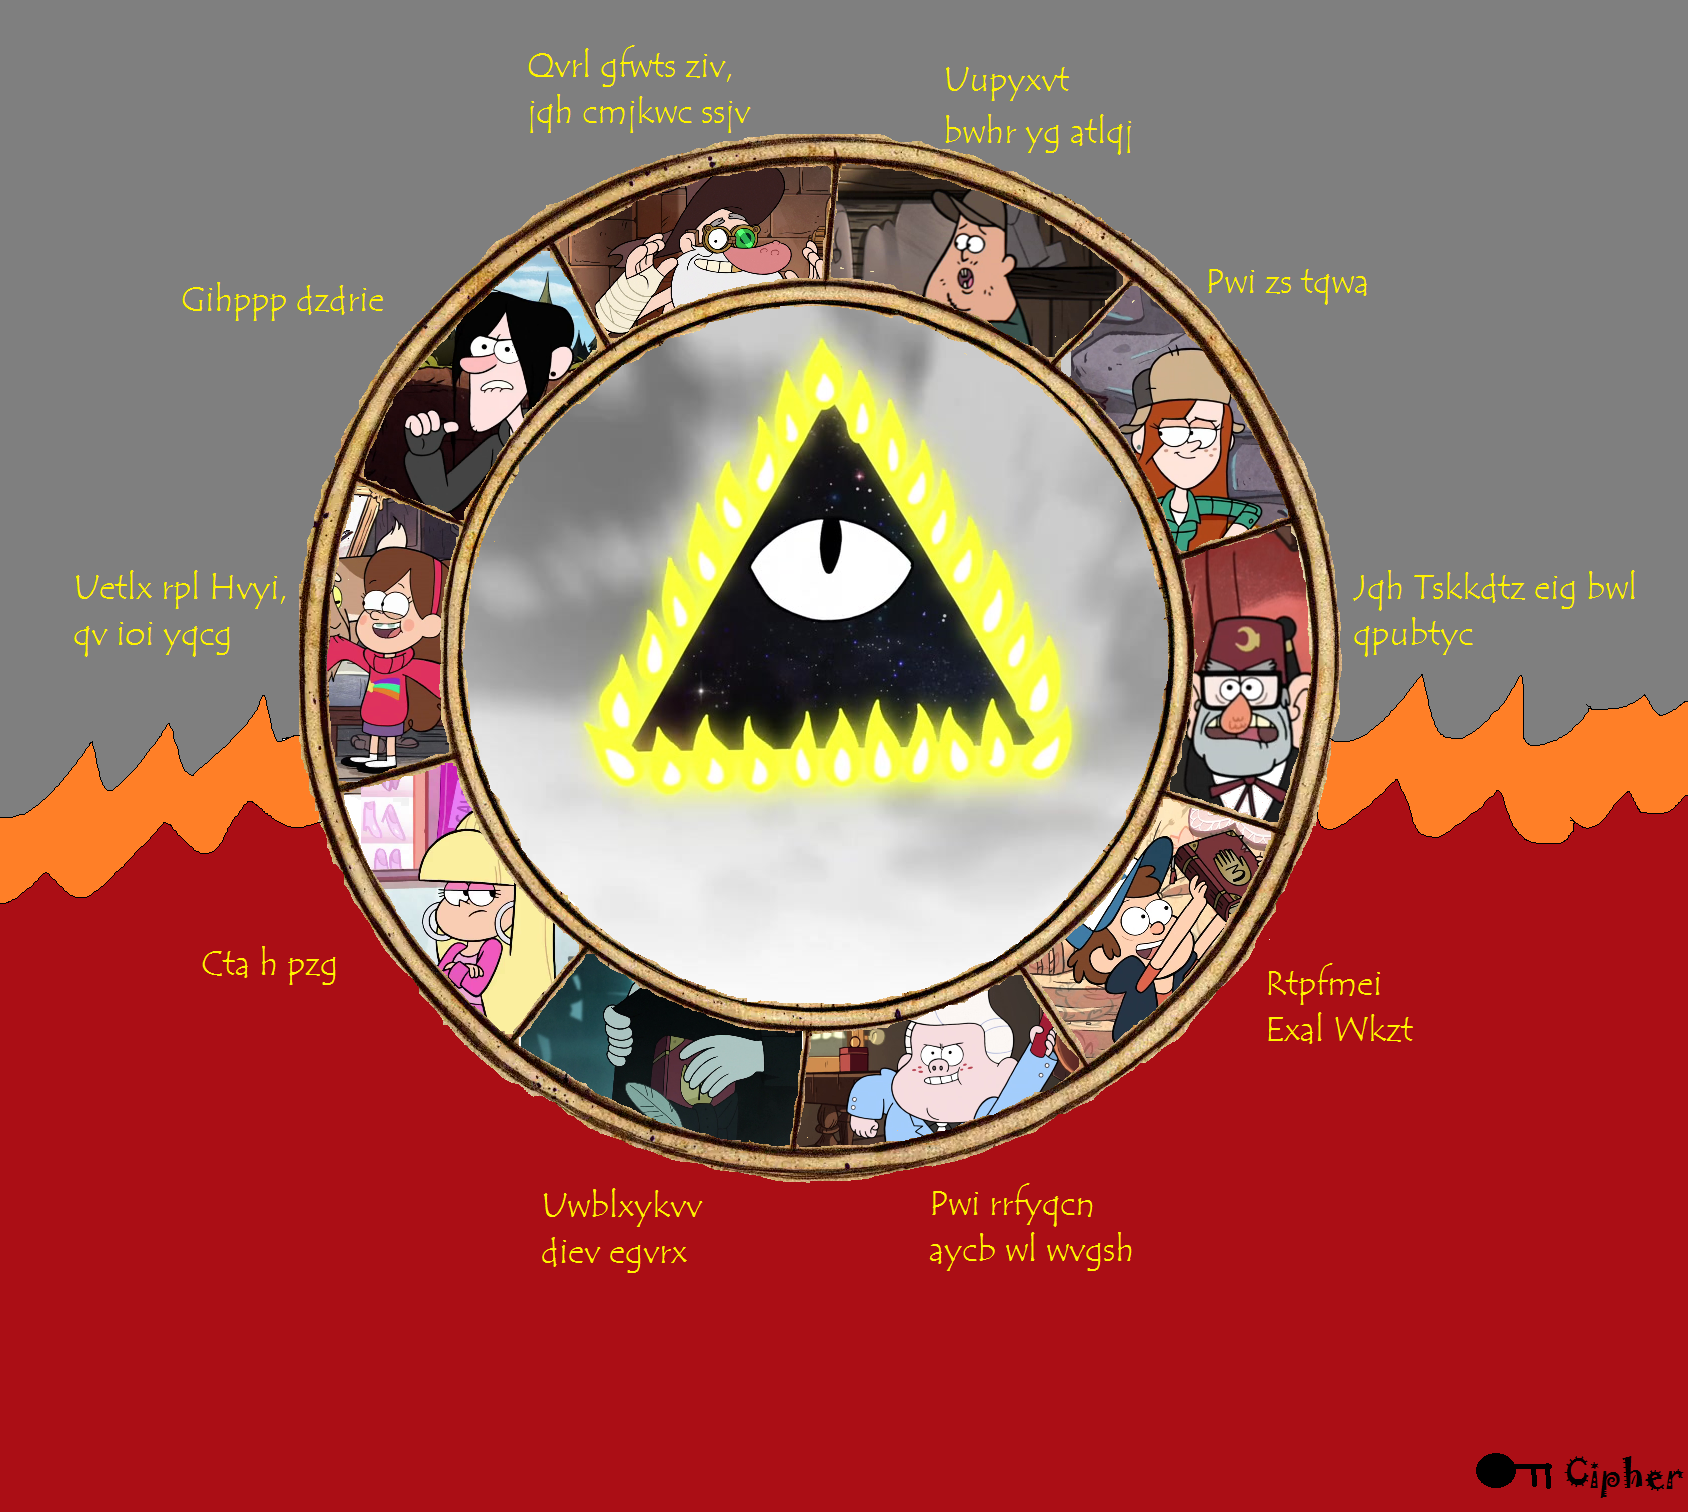 Qvrl gfwts ziv,
jqh cmjkwc ssjv
Uupyxvt
bwhr yg atlqj
Gihppp dzdrie
Pwi zs tqwa
Uetlx rpl Hvyi,
qv ioi yqcg
Jqh Tskkdtz eig bwl
qpubtyc
Cta h pzg
Rtpfmei
Exal Wkzt
Uwblxykvv
diev egvrx
Pwi rrfyqcn
aycb wl wvgsh
Cipher